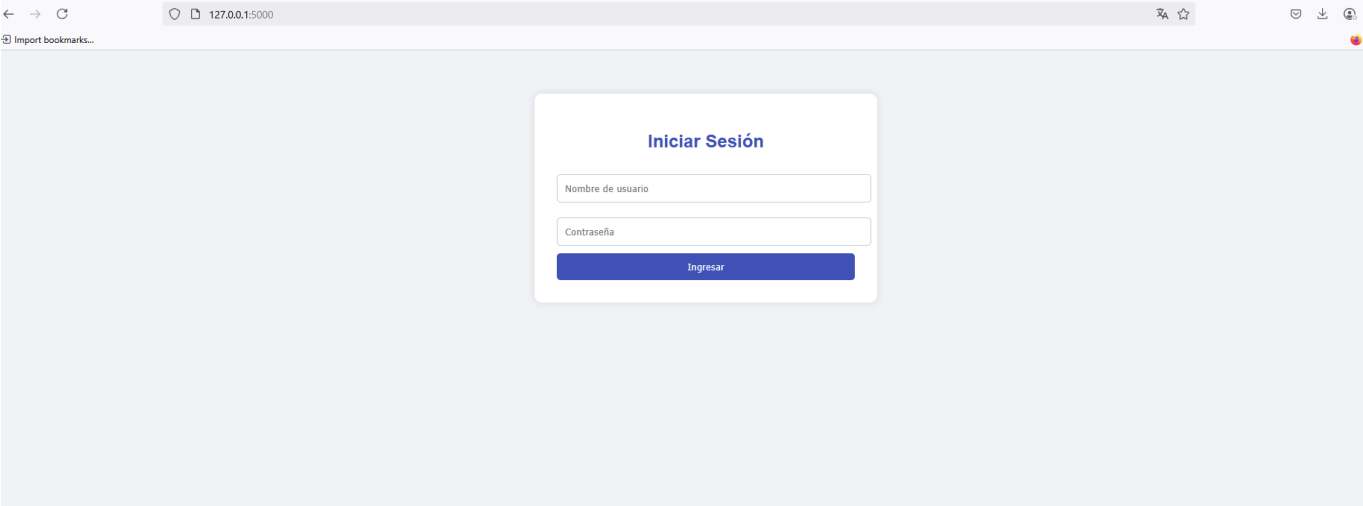 127.0.0.1:5000
Import bookmarks...
Iniciar Sesión
Nombre de usuario
Contraseña
Ingresar